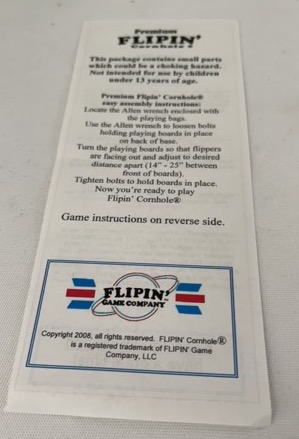 Premium
FLIPIN'
Cornhole ®
This package contains small parts
which could be a choking hazard.
Not intended for use by children
under 13 years of age.
Premium Flipin' Cornhole®
easy assembly instructions:
Locate the Allen wrench enclosed with
the playing bags.
Use the Allen wrench to loosen bolts
holding playing boards in place
on back of base.
Turn the playing boards so that flippers
are facing out and adjust to desired
distance apart (14" - 25" between
front of boards).
Tighten bolts to hold boards in place.
Now you're ready to play
Flipin' Cornhole®
Game instructions on reverse side.
FLIPIN'
GAME COMPANY
Copyright 2008, all rights reserved. FLIPIN' Cornhole®
is a registered trademark of FLIPIN' Game
Company, LLC